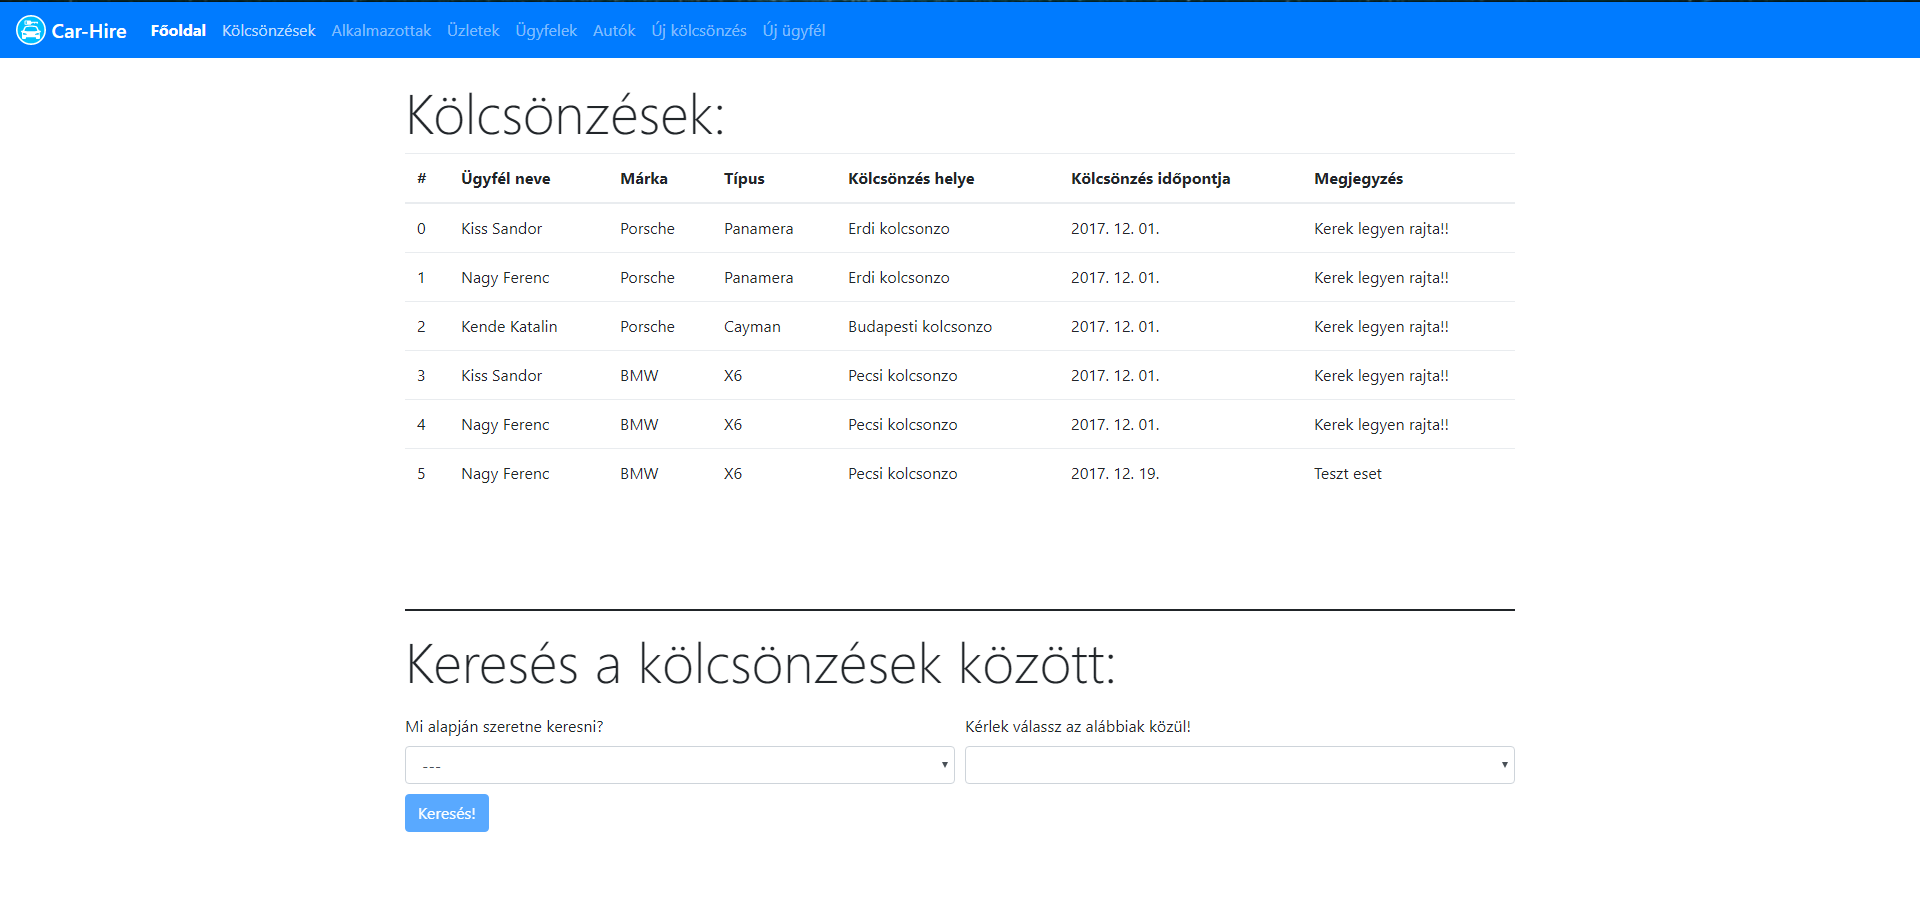 Car-Hire Főoldal Kölcsönzések Alkalmazottak Üzletek Ügyfelek Autók Új kölcsönzés Új ügyfél
Kölcsönzések:
# Ügyfél neve Márka Típus Kölcsönzés helye Kölcsönzés időpontja Megjegyzés
0 Kiss Sandor Porsche Panamera Erdi kolcsonzo 2017. 12. 01. Kerek legyen rajta!!
1 Nagy Ferenc Porsche Panamera Erdi kolcsonzo 2017. 12. 01. Kerek legyen rajta!!
2 Kende Katalin Porsche Cayman Budapesti kolcsonzo 2017. 12. 01. Kerek legyen rajta!!
3 Kiss Sandor BMW X6 Pecsi kolcsonzo 2017. 12. 01. Kerek legyen rajta!!
4 Nagy Ferenc BMW X6 Pecsi kolcsonzo 2017. 12. 01. Kerek legyen rajta!!
5 Nagy Ferenc BMW X6 Pecsi kolcsonzo 2017. 12. 19. Teszt eset
Keresés a kölcsönzések között:
Mi alapján szeretne keresni? Kérlek válassz az alábbiak közül!
---
Keresés!